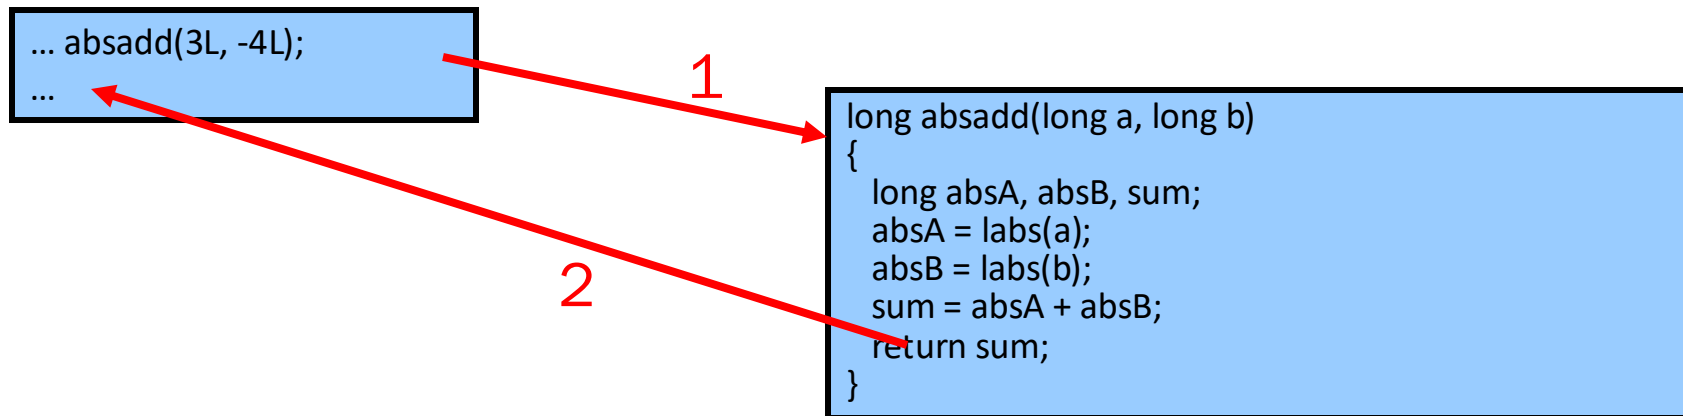 … absadd(3L, -4L);
…
1
2
long absadd(long a, long b)
{
long absA, absB, sum;
absA = labs(a);
absB = labs(b);
sum = absA + absB;
return sum;
}